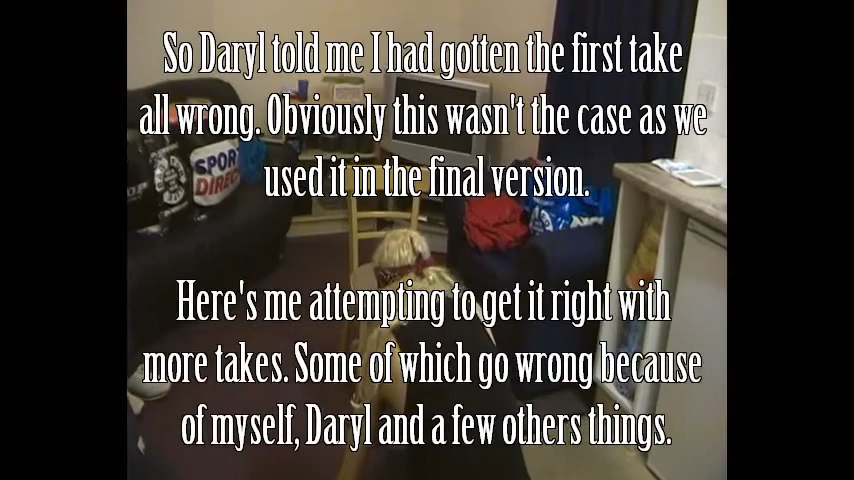 So Daryl told me I had gotten the first take
all wrong. Obviously this wasn't the case as we
used it in the final version.
SPORT
DIREC
Here's me attempting to get it right with
more takes. Some of which go wrong because
of myself, Daryl and a few others things.